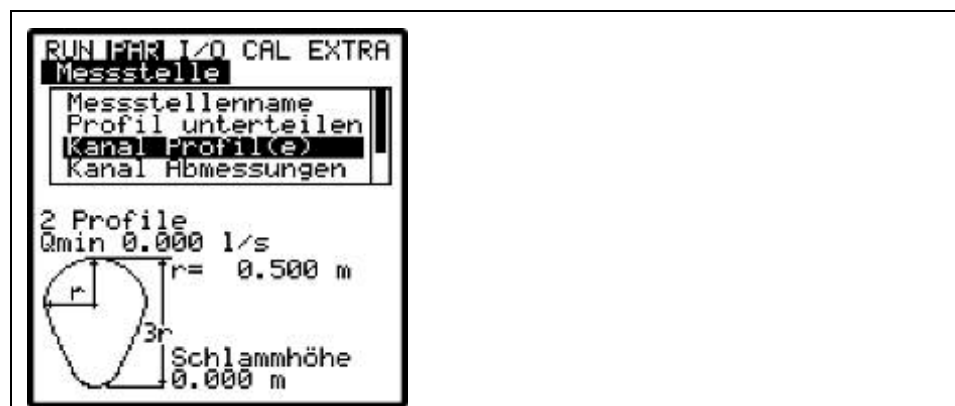 RUN PAR I/O CAL EXTRA
Messstelle
Messstellenname
Profil unterteilen
Kanal Profil(e)
Kanal Abmessungen
2 Profile
Qmin 0.000 l/s
r= 0.500 m
r
3r
Schlammhöhe
0.000 m